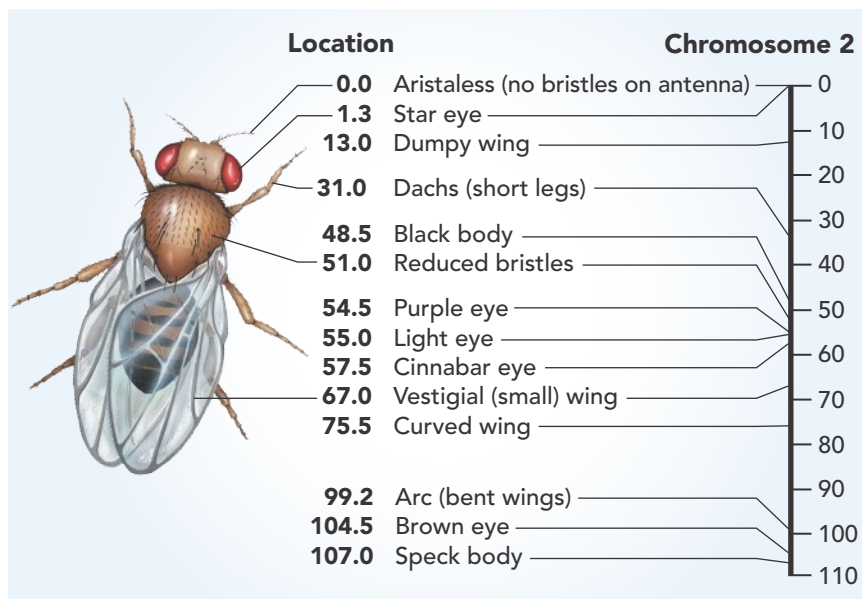 Location Chromosome 2
0.0 Aristaless (no bristles on antenna) 0
1.3 Star eye
10
13.0 Dumpy wing
20
31.0 Dachs (short legs)
30
48.5 Black body
51.0 Reduced bristles 40
54.5 Purple eye 50
55.0 Light eye
60
57.5 Cinnabar eye
67.0 Vestigial (small) wing 70
75.5 Curved wing
80
90
99.2 Arc (bent wings)
104.5 Brown eye 100
107.0 Speck body
110